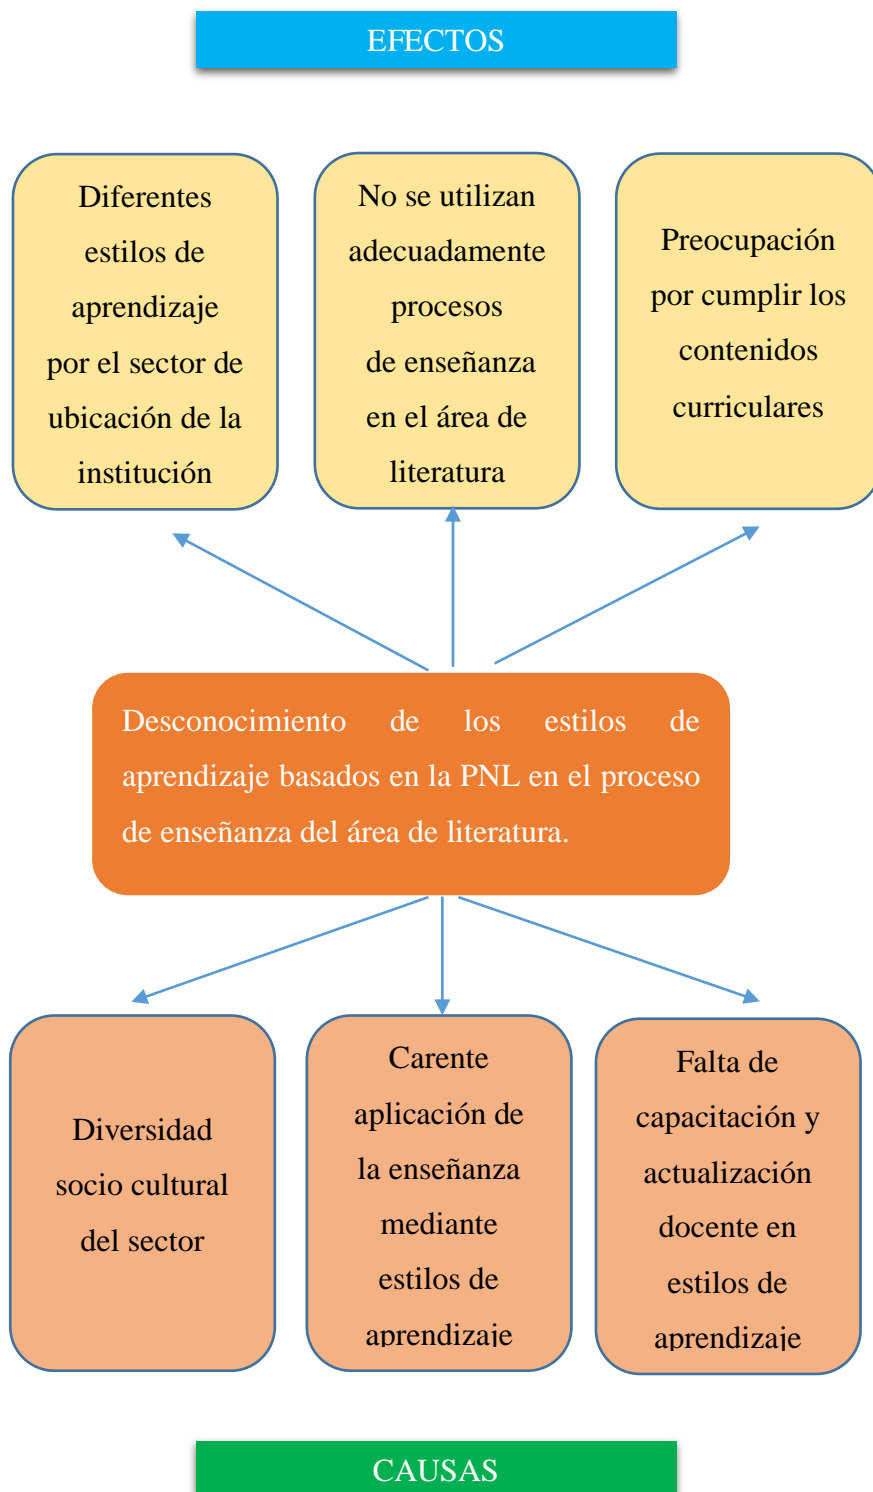 EFECTOS
Diferentes
estilos de
aprendizaje
por el sector de
ubicación de la
institución
No se utilizan
adecuadamente
procesos
de enseñanza
en el área de
literatura
Preocupación
por cumplir los
contenidos
curriculares
Desconocimiento de los estilos de
aprendizaje basados en la PNL en el proceso
de enseñanza del área de literatura.
Diversidad
socio cultural
del sector
Carente
aplicación de
la enseñanza
mediante
estilos de
aprendizaje
Falta de
capacitación y
actualización
docente en
estilos de
aprendizaje
CAUSAS